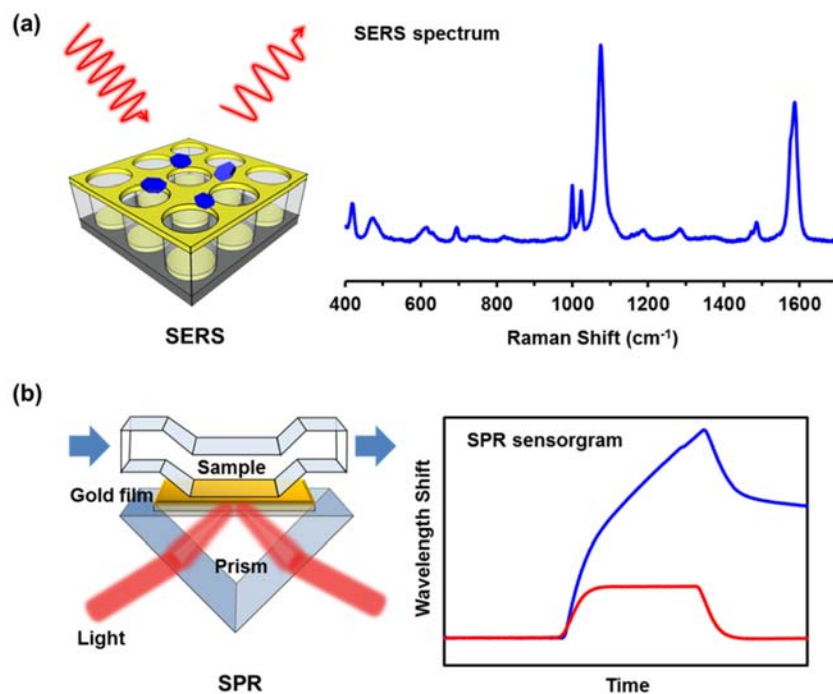 (a)
SERS spectrum
SERS
400 600 800 1000 1200 1400 1600
Raman Shift (cm⁻¹)
(b)
Sample
Gold film
Prism
Light
SPR
SPR sensorgram
Wavelength Shift
Time